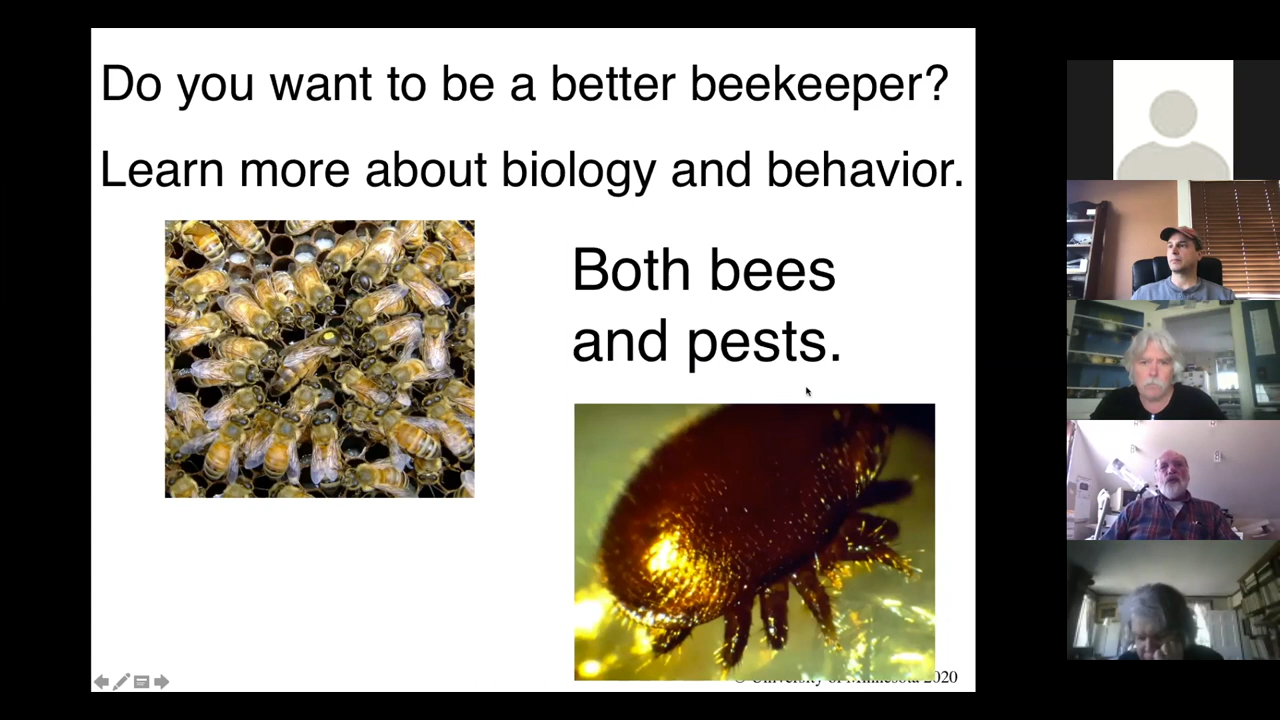 Do you want to be a better beekeeper?
Learn more about biology and behavior.
Both bees
and pests.
© University of Minnesota 2020